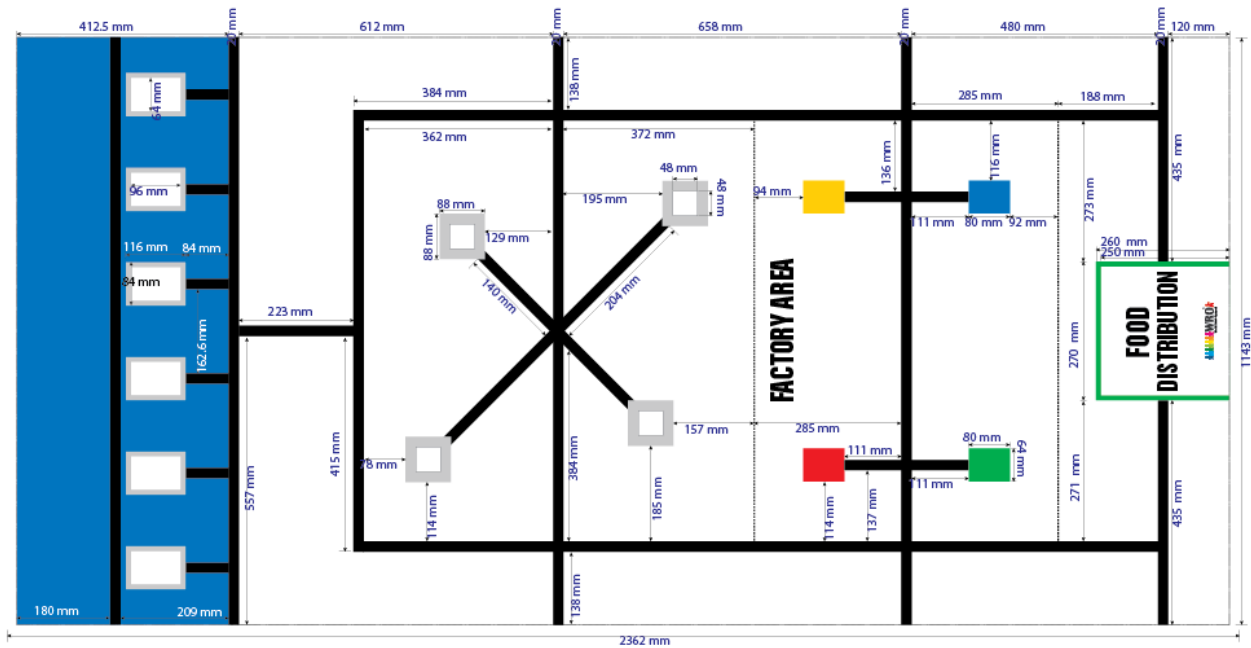 412.5 mm
20 mm
612 mm
20 mm
658 mm
20 mm
480 mm
20 mm
120 mm
384 mm
138 mm
285 mm
188 mm
362 mm
372 mm
64 mm
96 mm
116 mm
84 mm
84 mm
162.6 mm
223 mm
88 mm
88 mm
129 mm
140 mm
48 mm
48 mm
195 mm
204 mm
94 mm
136 mm
116 mm
111 mm
80 mm
92 mm
273 mm
435 mm
260 mm
250 mm
FACTORY AREA
FOOD
DISTRIBUTION
WRO
270 mm
1143 mm
557 mm
415 mm
78 mm
114 mm
384 mm
185 mm
157 mm
285 mm
111 mm
111 mm
80 mm
64 mm
114 mm
137 mm
271 mm
435 mm
180 mm
209 mm
138 mm
2362 mm